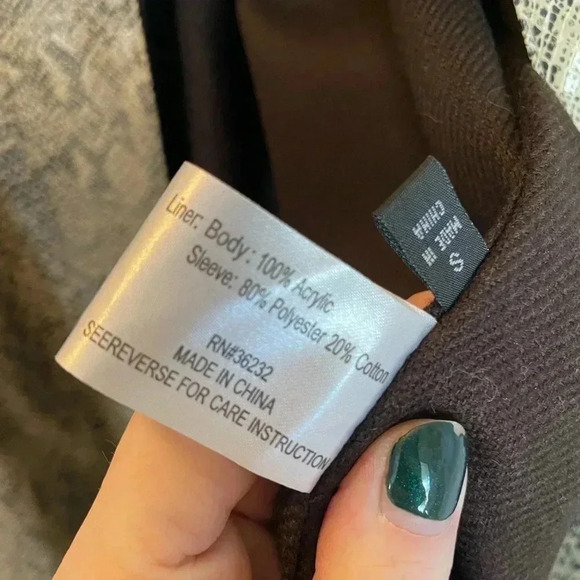 Liner: Body: 100% Acrylic
Sleeve: 80% Polyester 20% Cotton
RN#36232
MADE IN CHINA
SEEREVERSE FOR CARE INSTRUCTION
S
MADE IN
CHINA